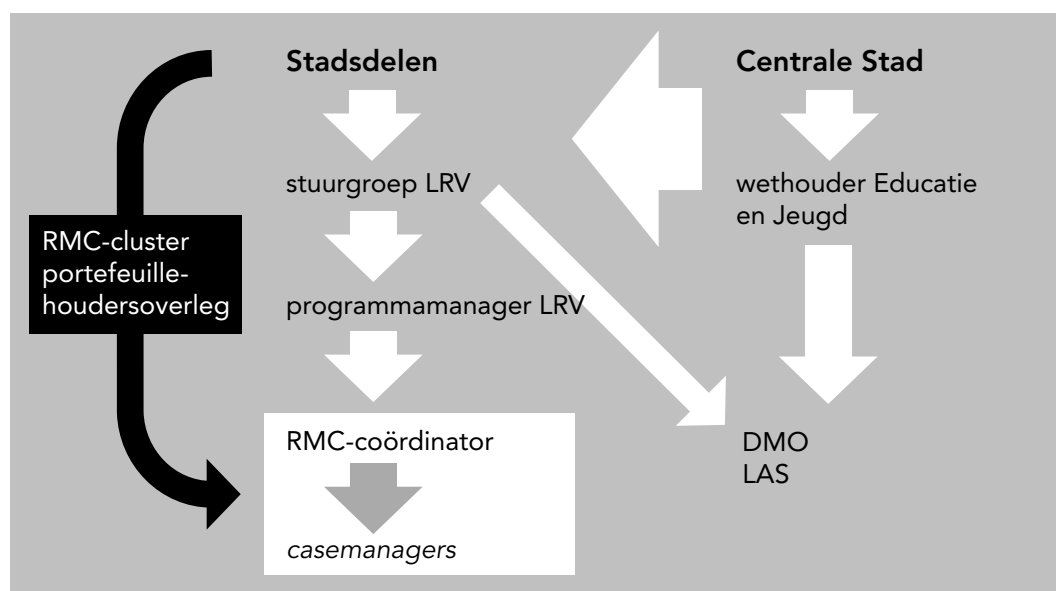 Stadsdelen
Centrale Stad
stuurgroep LRV
wethouder Educatie
en Jeugd
RMC-cluster
portefeuille-
houdersoverleg
programmamanager LRV
RMC-coördinator
DMO
LAS
casemanagers